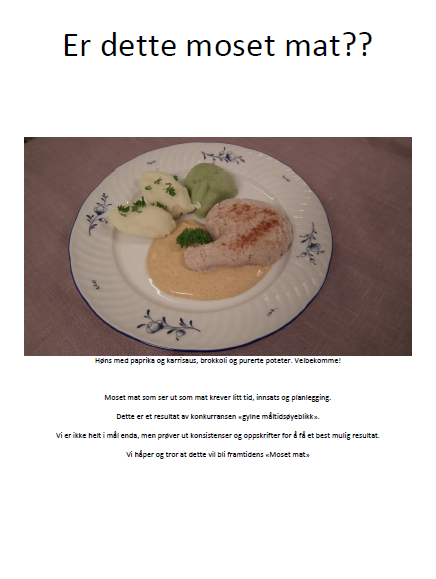 Er dette moset mat??
Høns med paprika og karrisaus, brokkoli og purerte poteter. Velbekomme!
Moset mat som ser ut som mat krever litt tid, innsats og planlegging.
Dette er et resultat av konkurransen «gylne måltidsøyeblikk».
Vi er ikke helt i mål enda, men prøver ut konsistenser og oppskrifter for å få et best mulig resultat.
Vi håper og tror at dette vil bli framtidens «Moset mat»